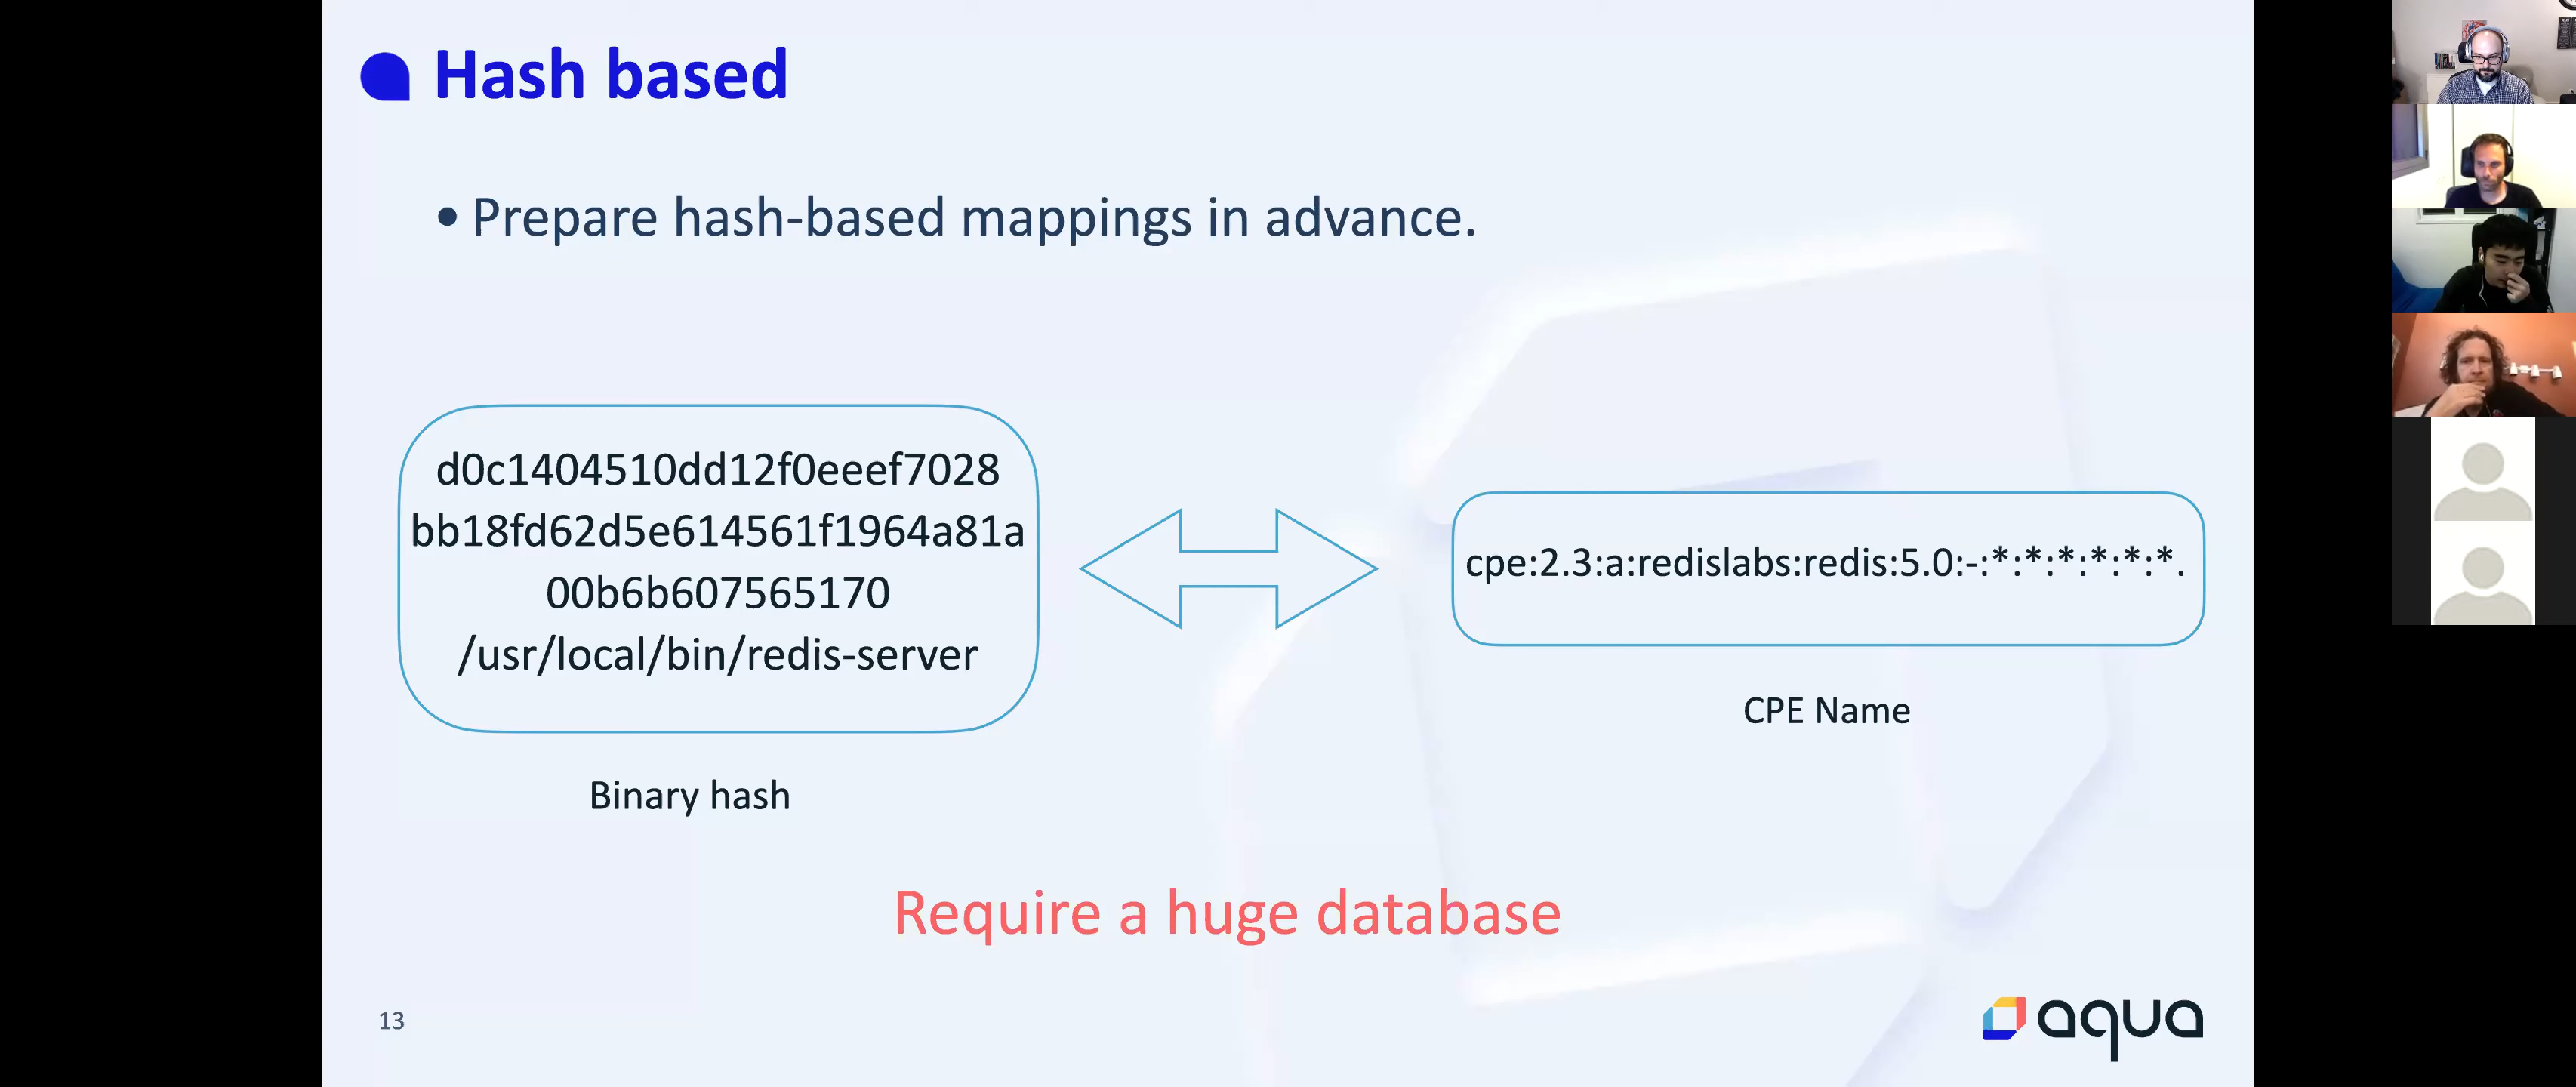 Hash based
• Prepare hash-based mappings in advance.
d0c1404510dd12f0eeef7028
bb18fd62d5e614561f1964a81a
00b6b607565170
/usr/local/bin/redis-server
Binary hash
cpe:2.3:a:redislabs:redis:5.0:-:*:*:*:*:*:*.
CPE Name
Require a huge database
13
aqua